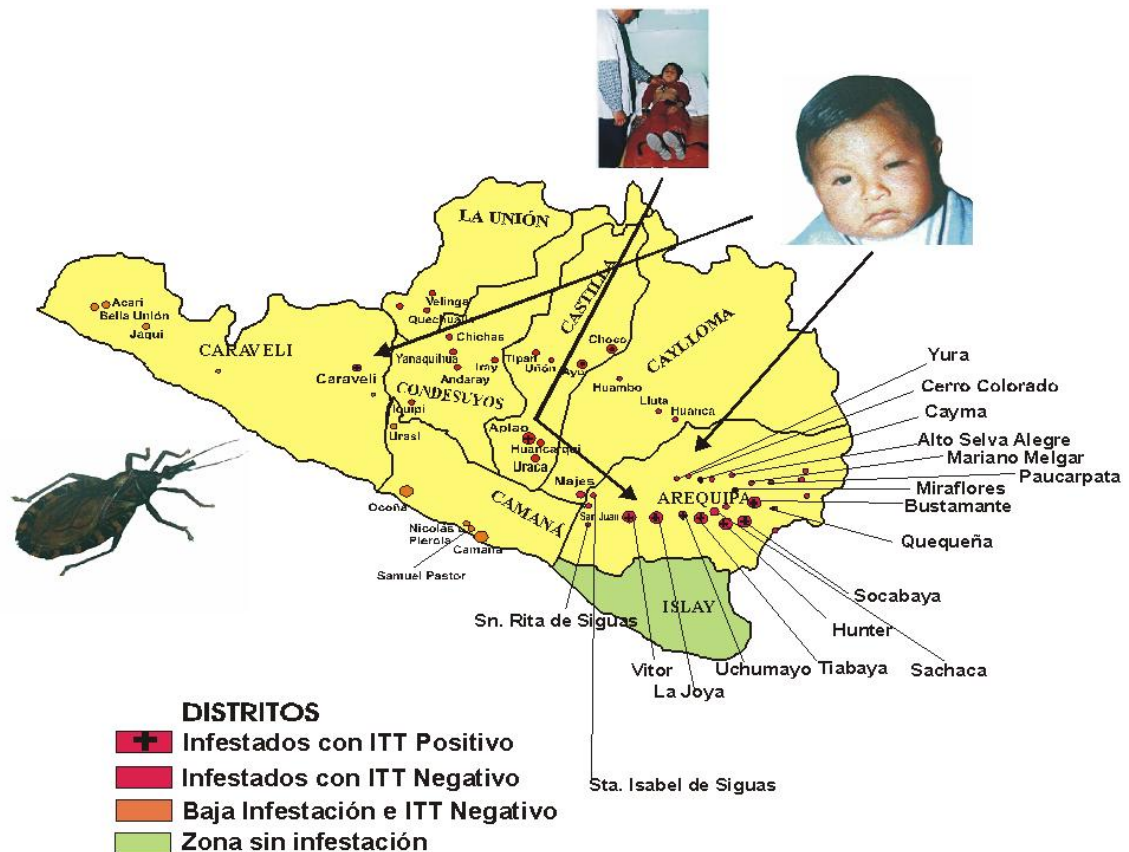 LA UNIÓN
CASTILLA
CAYLLOMA
Acari
Bella Unión
Jaqui
CARAVELI
Caraveli
Velinga
Quechualla
Chichas
Yanaquihua
Iray
Andaray
CONDESUYOS
Iquipi
Urasl
Tipan
Uñón
Ayo
Choco
Huambo
Lluta
Huanca
Aplao
Huancarqui
Uraca
Majes
San Juan
AREQUIPA
CAMANÁ
Ocoña
Nicolás D
Pierola
Camana
Samuel Pastor
ISLAY
Yura
Cerro Colorado
Cayma
Alto Selva Alegre
Mariano Melgar
Paucarpata
Miraflores
Bustamante
Quequeña
Socabaya
Hunter
Sachaca
Tiabaya
Uchumayo
La Joya
Vitor
Sn. Rita de Siguas
Sta. Isabel de Siguas
DISTRITOS
Infestados con ITT Positivo
Infestados con ITT Negativo
Baja Infestación e ITT Negativo
Zona sin infestación